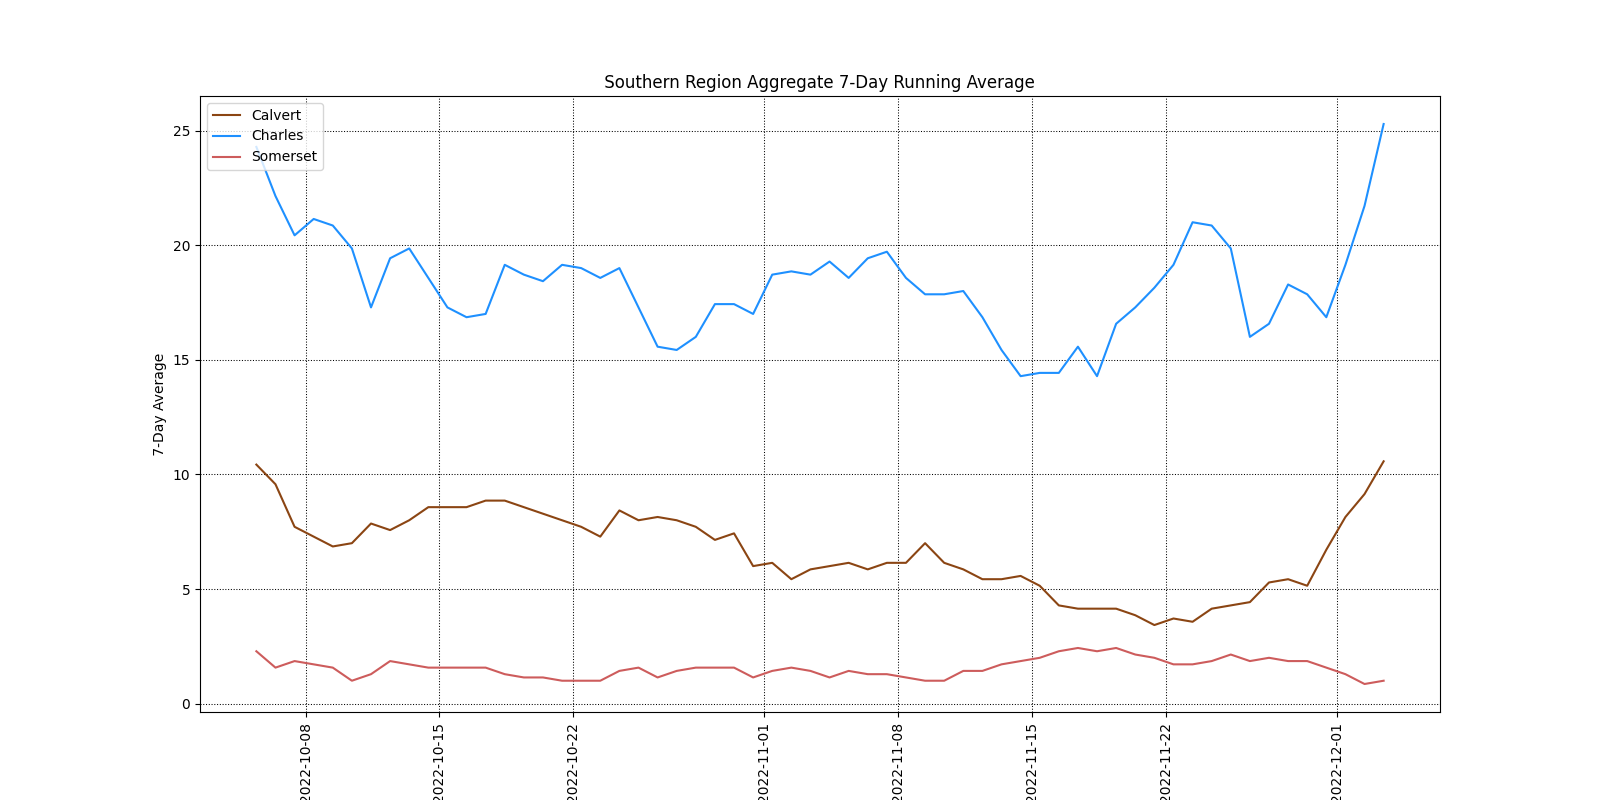 Southern Region Aggregate 7-Day Running Average
Calvert
Charles
Somerset
7-Day Average
25
20
15
10
5
0
2022-10-08
2022-10-15
2022-10-22
2022-11-01
2022-11-08
2022-11-15
2022-11-22
2022-12-01